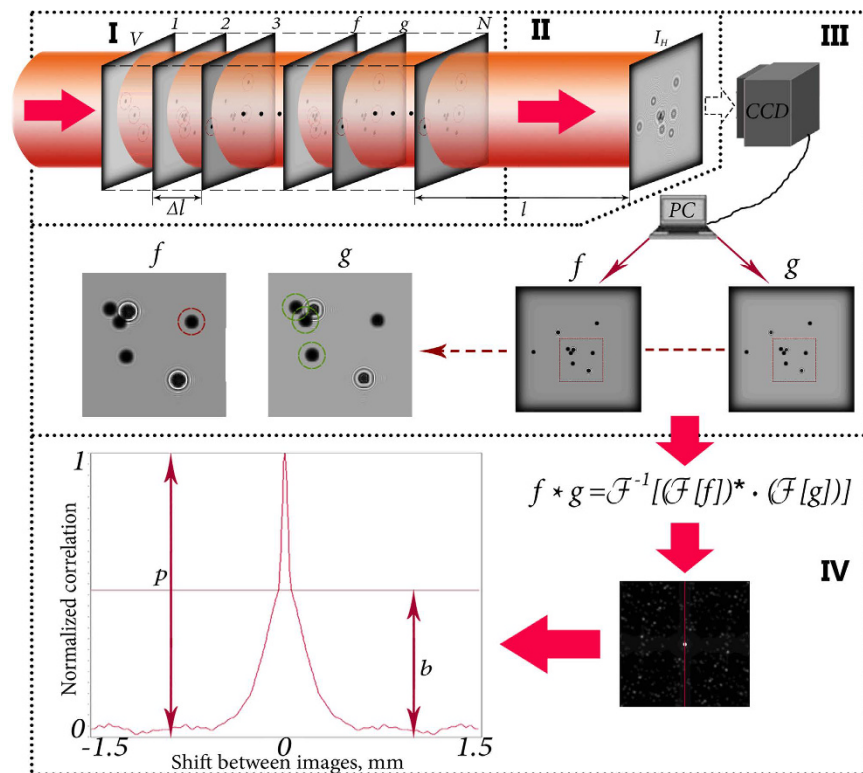 I
II
III
V 1 2 3 f g N
I_H
CCD
Δl
l
PC
f g f g
f ⋆ g = ℱ⁻¹[(ℱ[f])* · (ℱ[g])]
IV
1
p
b
0
Normalized correlation
-1.5 0 1.5
Shift between images, mm